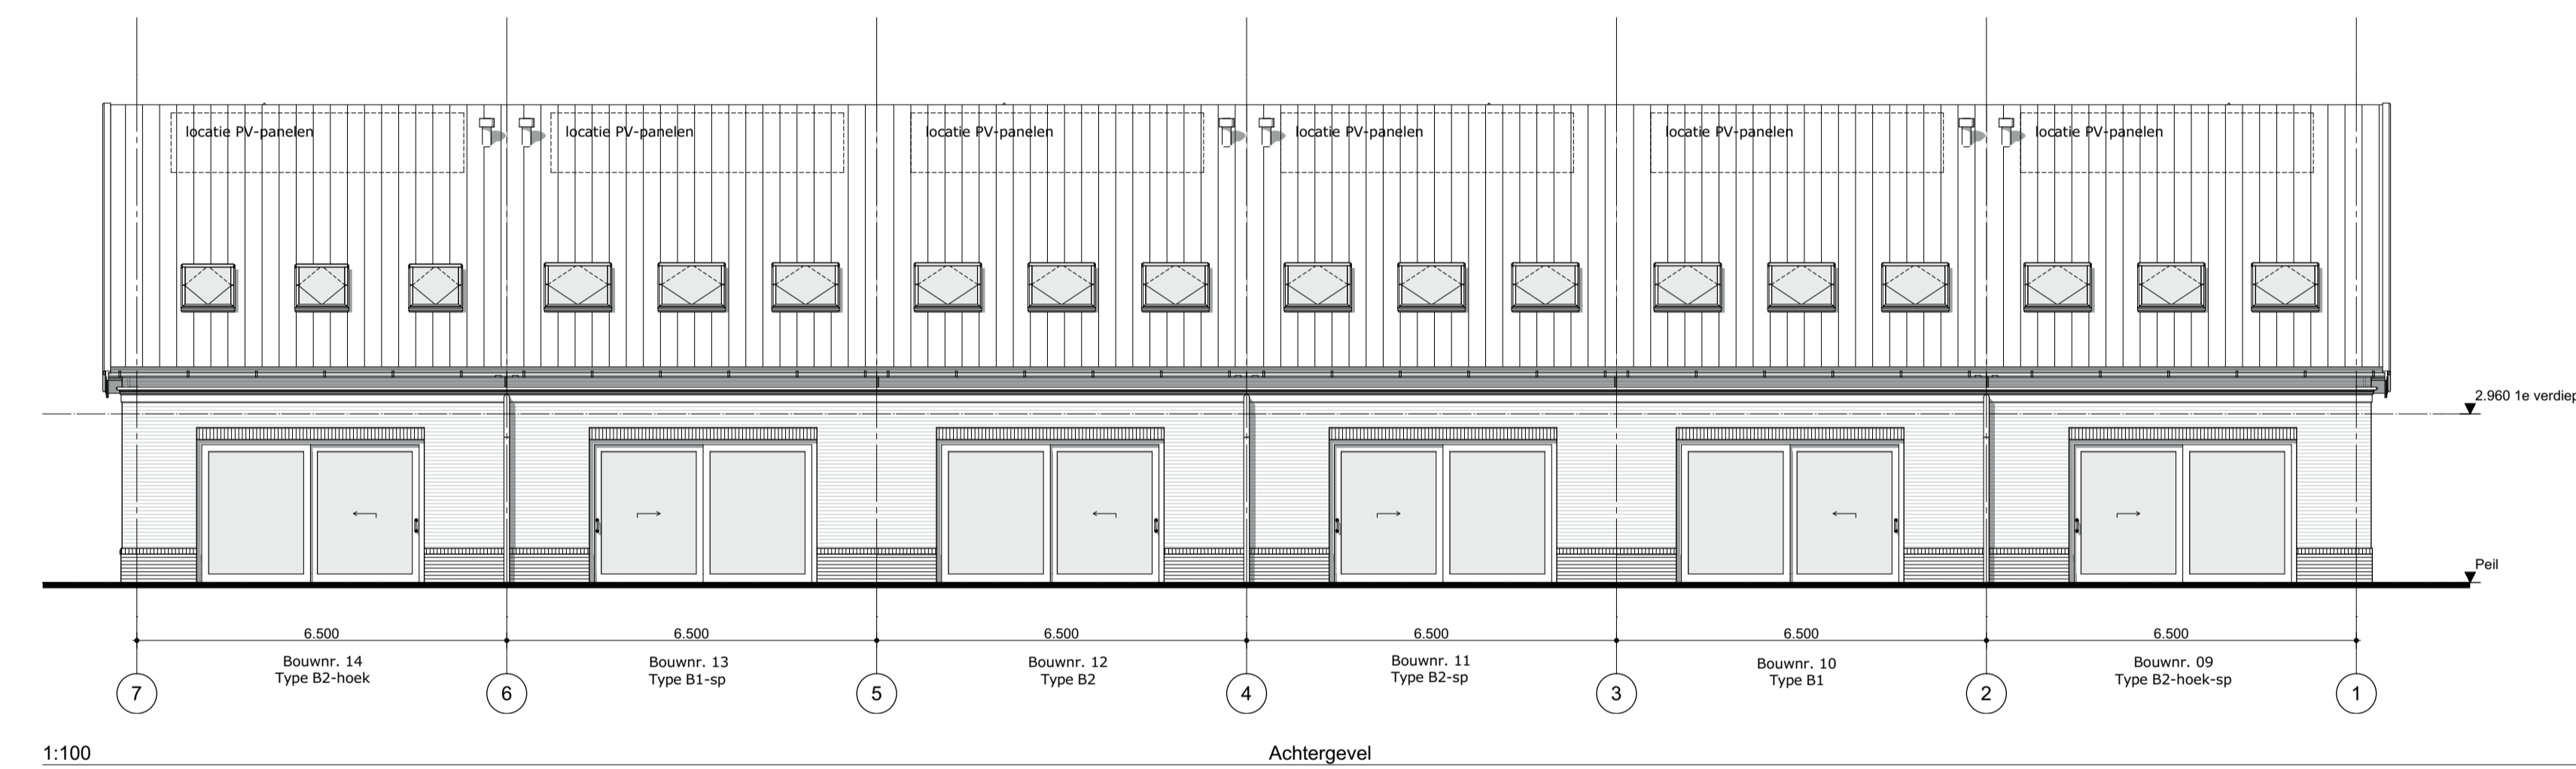 locatie PV-panelen locatie PV-panelen locatie PV-panelen locatie PV-panelen locatie PV-panelen locatie PV-panelen
2.960 1e verdiep
Peil
6.500 6.500 6.500 6.500 6.500 6.500
Bouwnr. 14
Type B2-hoek
Bouwnr. 13
Type B1-sp
Bouwnr. 12
Type B2
Bouwnr. 11
Type B2-sp
Bouwnr. 10
Type B1
Bouwnr. 09
Type B2-hoek-sp
7 6 5 4 3 2 1
1:100 Achtergevel